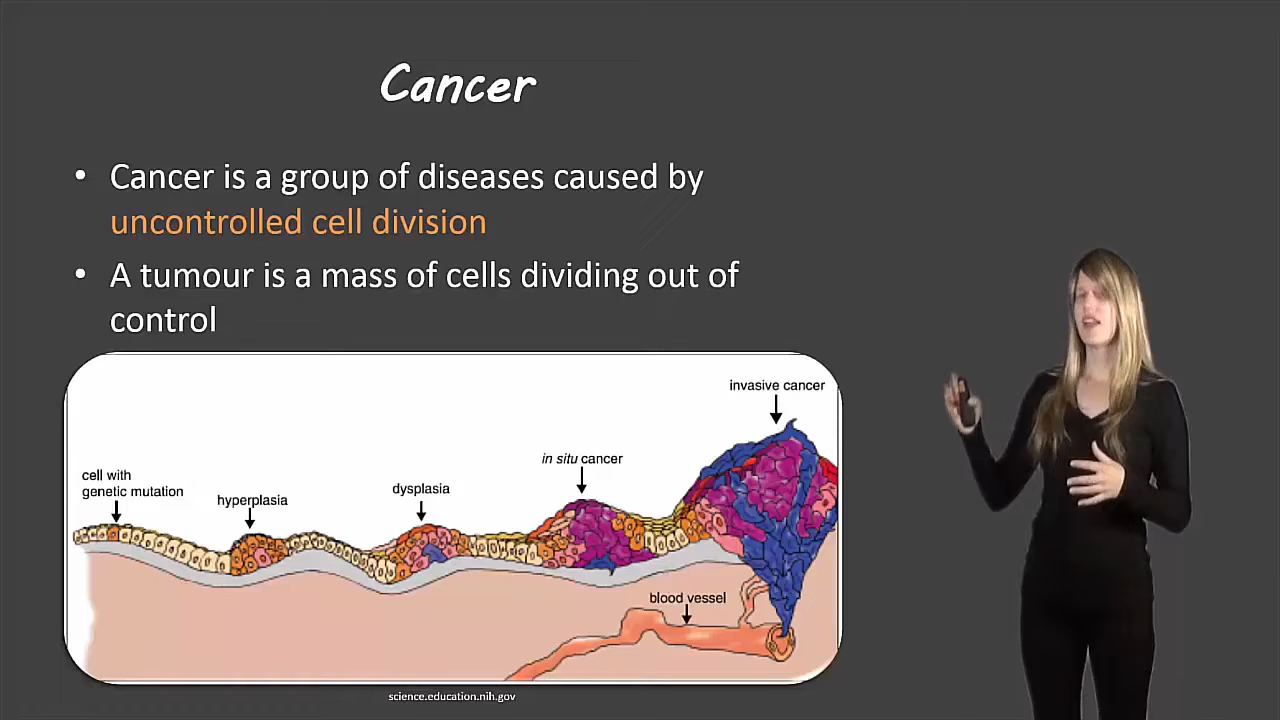 Cancer
• Cancer is a group of diseases caused by
uncontrolled cell division
• A tumour is a mass of cells dividing out of
control
invasive cancer
in situ cancer
cell with
genetic mutation
dysplasia
hyperplasia
blood vessel
science.education.nih.gov